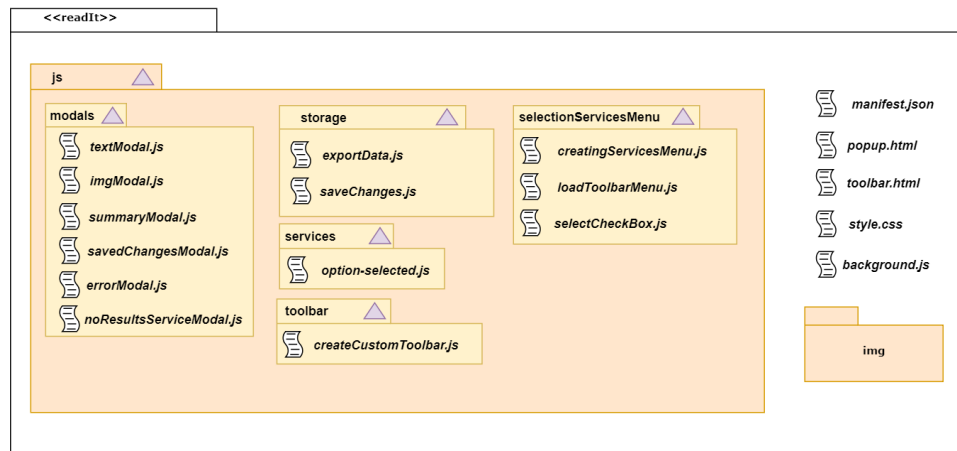 <<readIt>>
js
modals
textModal.js
imgModal.js
summaryModal.js
savedChangesModal.js
errorModal.js
noResultsServiceModal.js
storage
exportData.js
saveChanges.js
services
option-selected.js
toolbar
createCustomToolbar.js
selectionServicesMenu
creatingServicesMenu.js
loadToolbarMenu.js
selectCheckBox.js
manifest.json
popup.html
toolbar.html
style.css
background.js
img